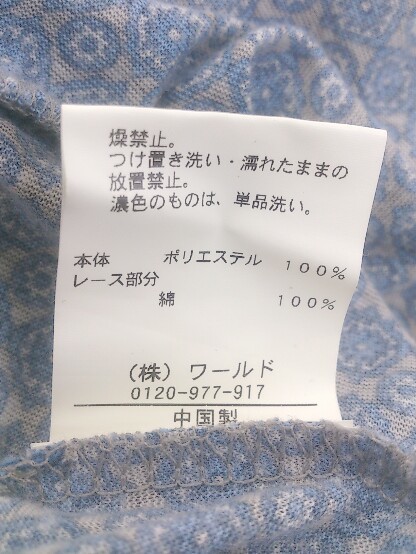 燥禁止。
つけ置き洗い・濡れたままの
放置禁止。
濃色のものは、単品洗い。
本体 ポリエステル 100%
レース部分
綿 100%
(株) ワールド
0120-977-917
中国製